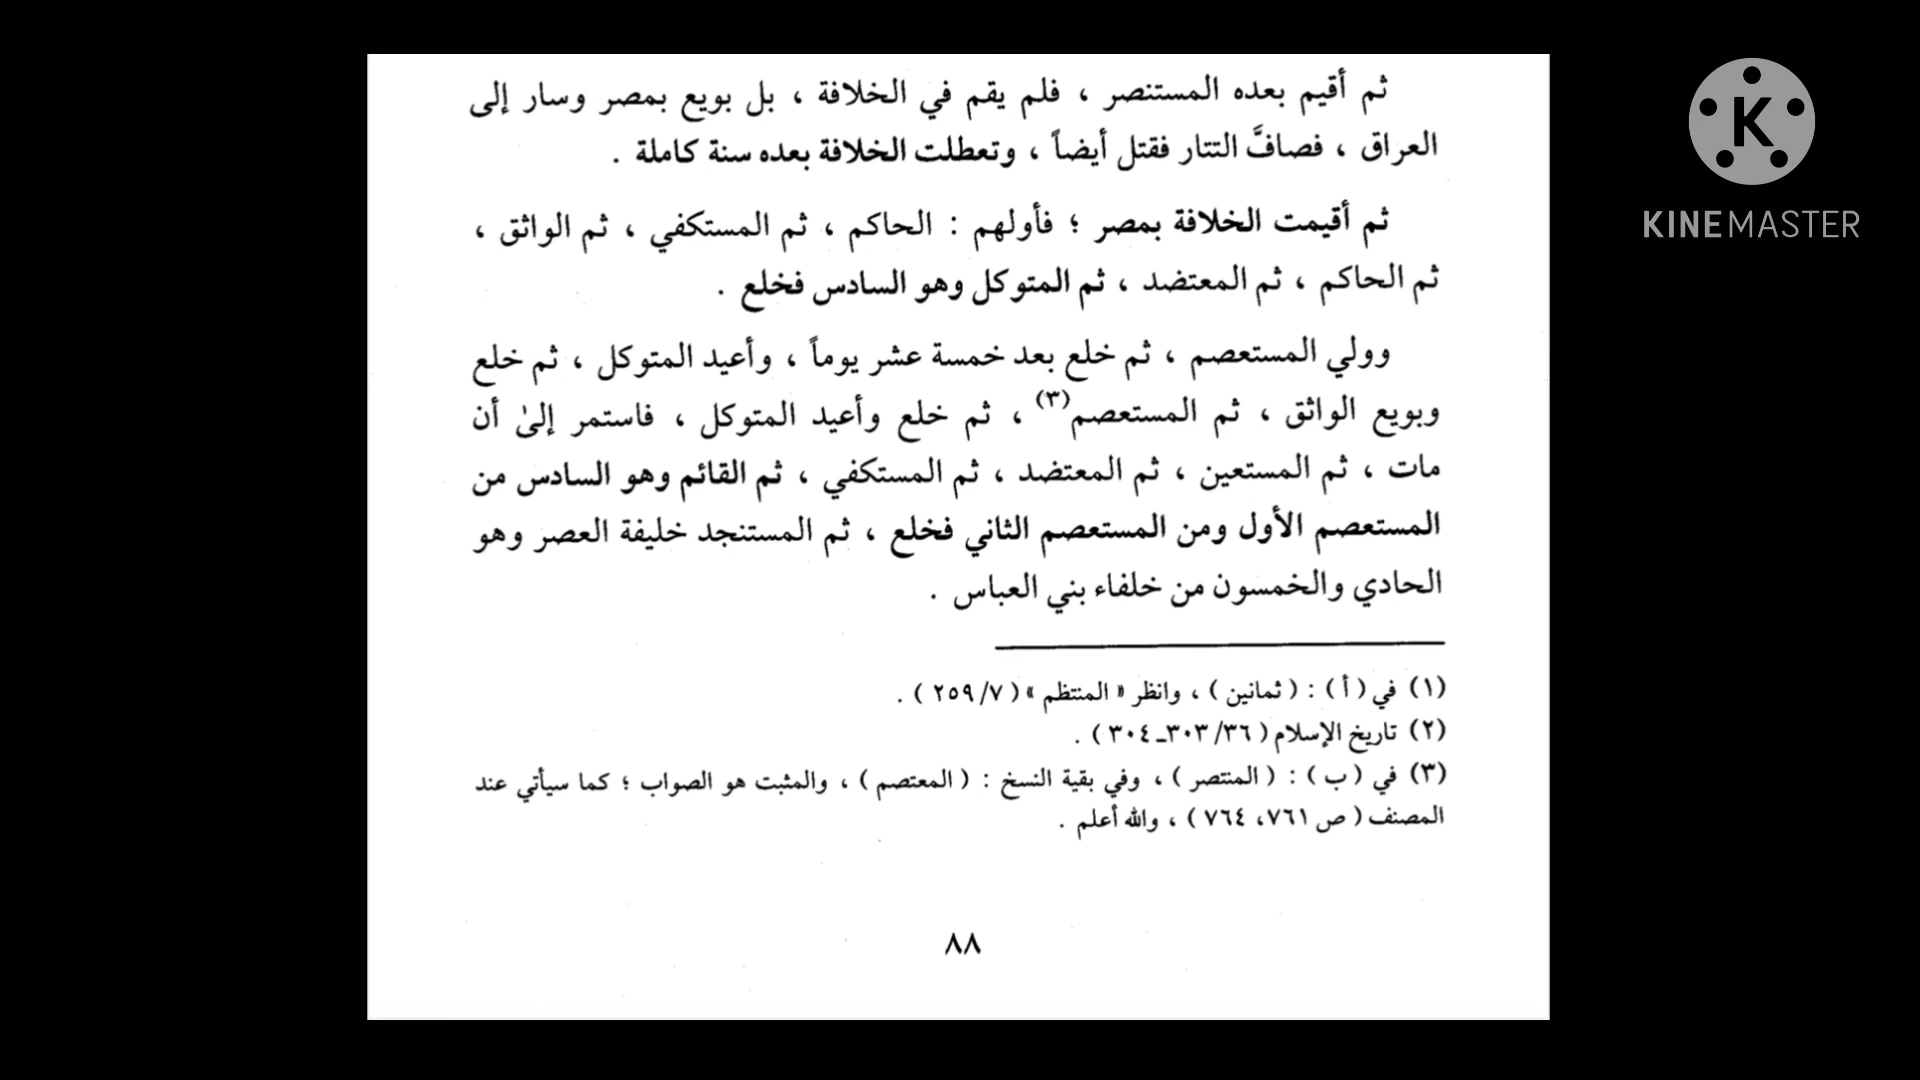 ثم أقيم بعده المستنصر ، فلم يقم في الخلافة ، بل بويع بمصر وسار إلى
العراق ، فصافَّ التتار فقتل أيضاً ، وتعطلت الخلافة بعده سنة كاملة .
ثم أقيمت الخلافة بمصر ؛ فأولهم : الحاكم ، ثم المستكفي ، ثم الواثق ،
ثم الحاكم ، ثم المعتضد ، ثم المتوكل وهو السادس فخلع .
وولي المستعصم ، ثم خلع بعد خمسة عشر يوماً ، وأعيد المتوكل ، ثم خلع
وبويع الواثق ، ثم المستعصم(٣) ، ثم خلع وأعيد المتوكل ، فاستمر إلىٰ أن
مات ، ثم المستعين ، ثم المعتضد ، ثم المستكفي ، ثم القائم وهو السادس من
المستعصم الأول ومن المستعصم الثاني فخلع ، ثم المستنجد خليفة العصر وهو
الحادي والخمسون من خلفاء بني العباس .
(١) في ( أ ) : ( ثمانين ) ، وانظر « المنتظم » ( ٧/ ٢٥٩ ) .
(٢) تاريخ الإسلام ( ٣٦/ ٣٠٣ـ٣٠٤ ) .
(٣) في ( ب ) : ( المنتصر ) ، وفي بقية النسخ : ( المعتصم ) ، والمثبت هو الصواب ؛ كما سيأتي عند
المصنف ( ص ٧٦١، ٧٦٤ ) ، والله أعلم .
٨٨
K
KINEMASTER